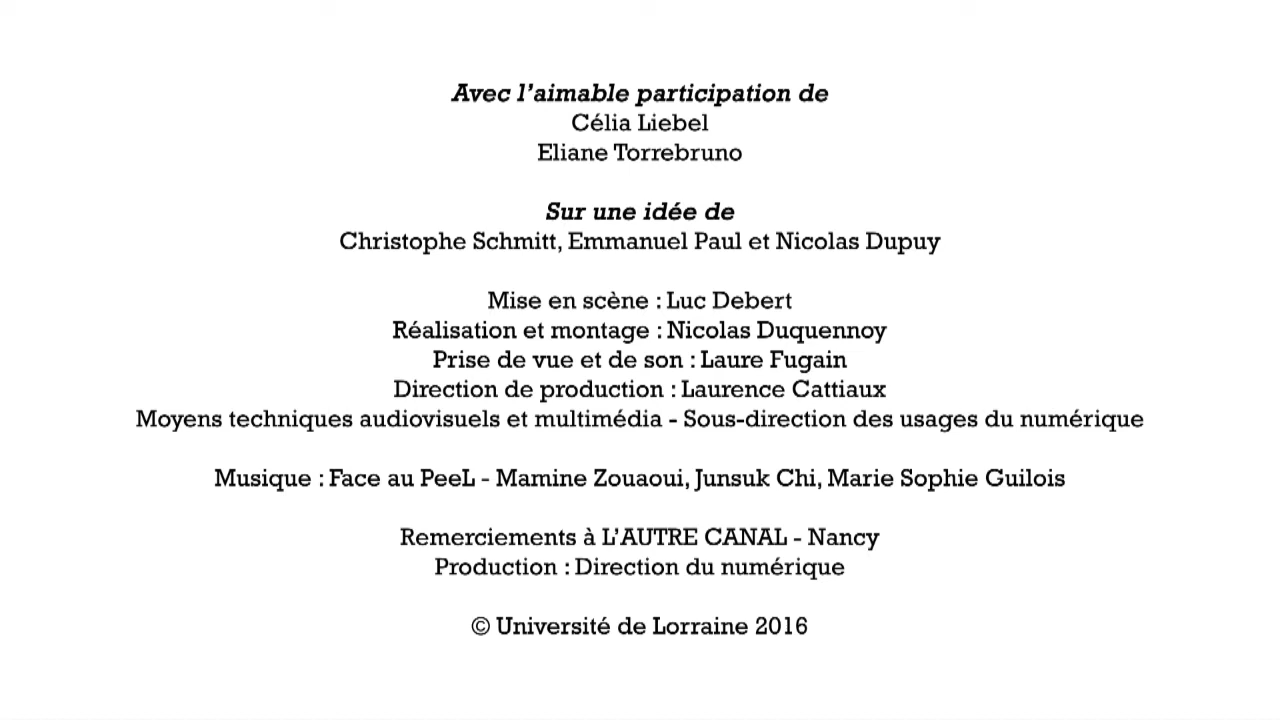 Avec l’aimable participation de
Célia Liebel
Eliane Torrebruno
Sur une idée de
Christophe Schmitt, Emmanuel Paul et Nicolas Dupuy
Mise en scène : Luc Debert
Réalisation et montage : Nicolas Duquennoy
Prise de vue et de son : Laure Fugain
Direction de production : Laurence Cattiaux
Moyens techniques audiovisuels et multimédia - Sous-direction des usages du numérique
Musique : Face au PeeL - Mamine Zouaoui, Junsuk Chi, Marie Sophie Guilois
Remerciements à L’AUTRE CANAL - Nancy
Production : Direction du numérique
© Université de Lorraine 2016